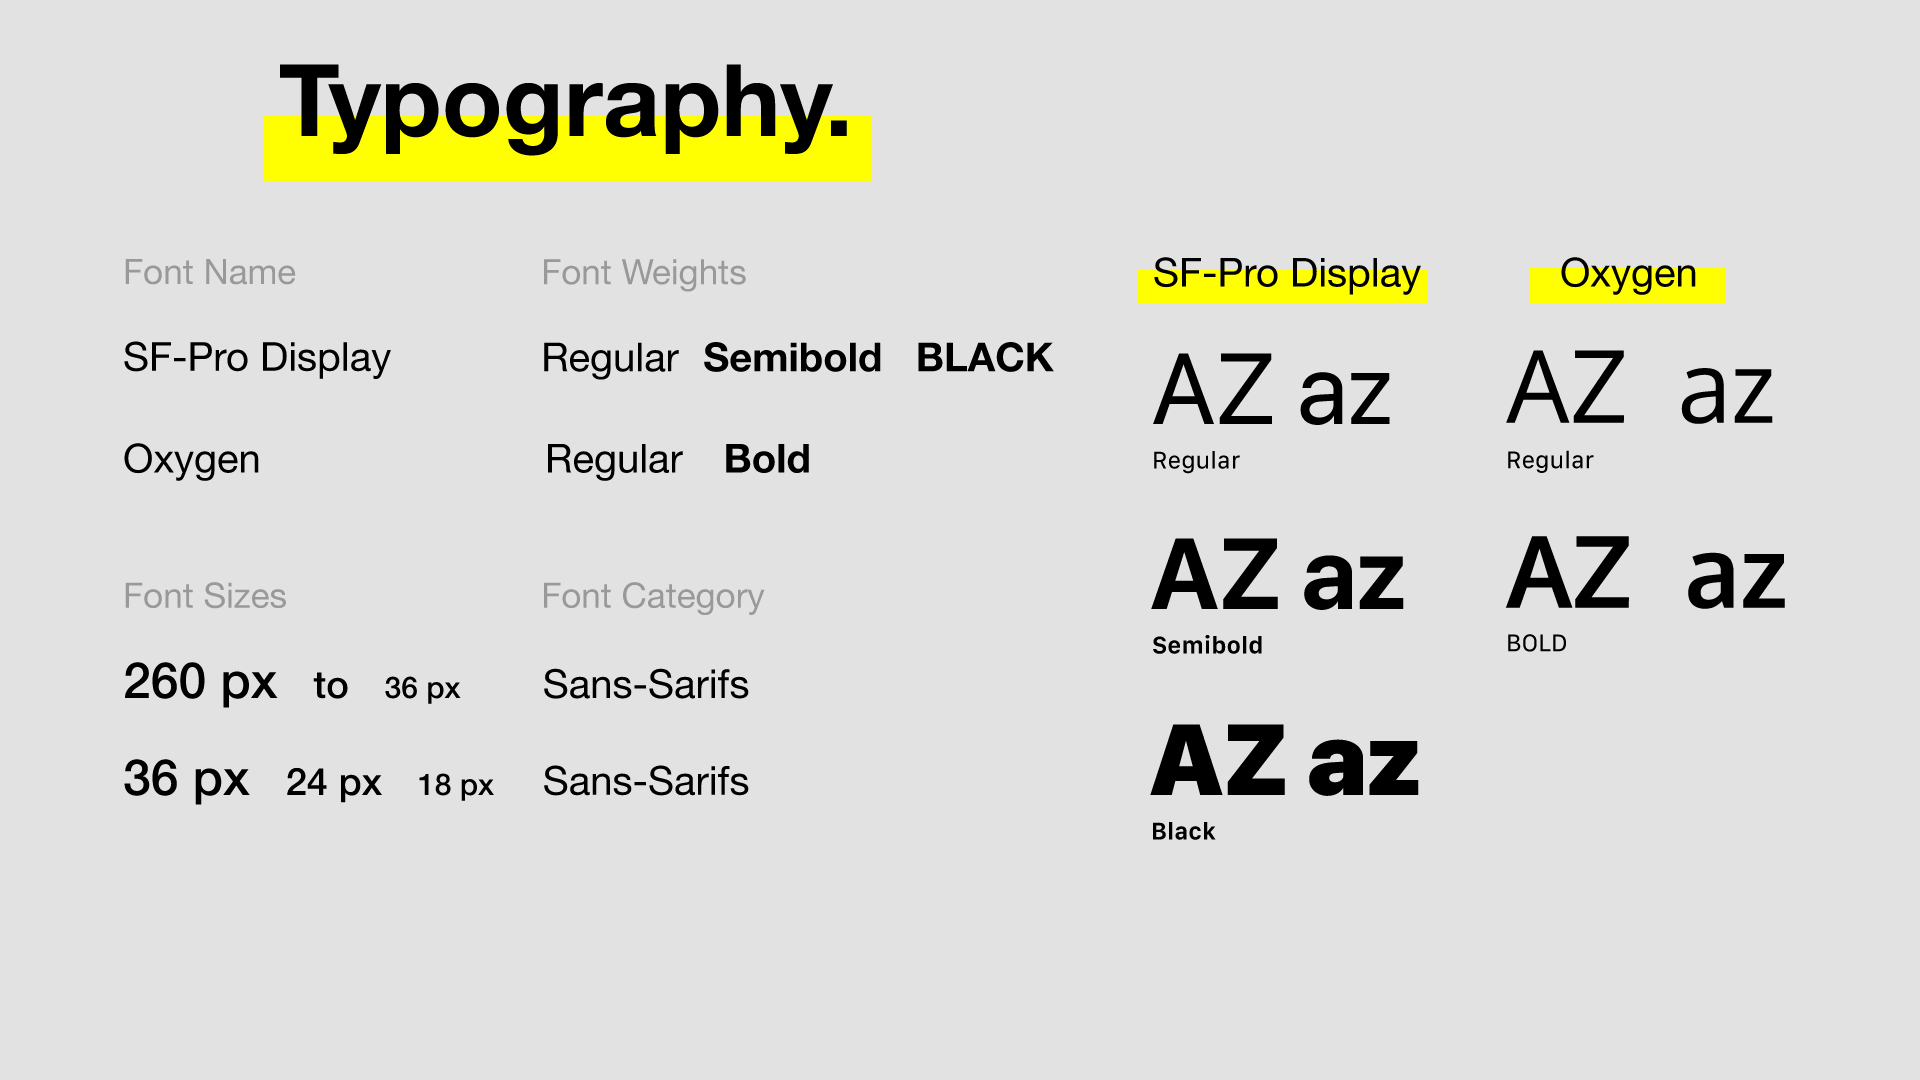 Typography.
Font Name Font Weights
SF-Pro Display Regular Semibold BLACK
Oxygen Regular Bold
Font Sizes Font Category
260 px to 36 px Sans-Sarifs
36 px 24 px 18 px Sans-Sarifs
SF-Pro Display Oxygen
AZ az AZ az
Regular Regular
AZ az AZ az
Semibold BOLD
AZ az
Black